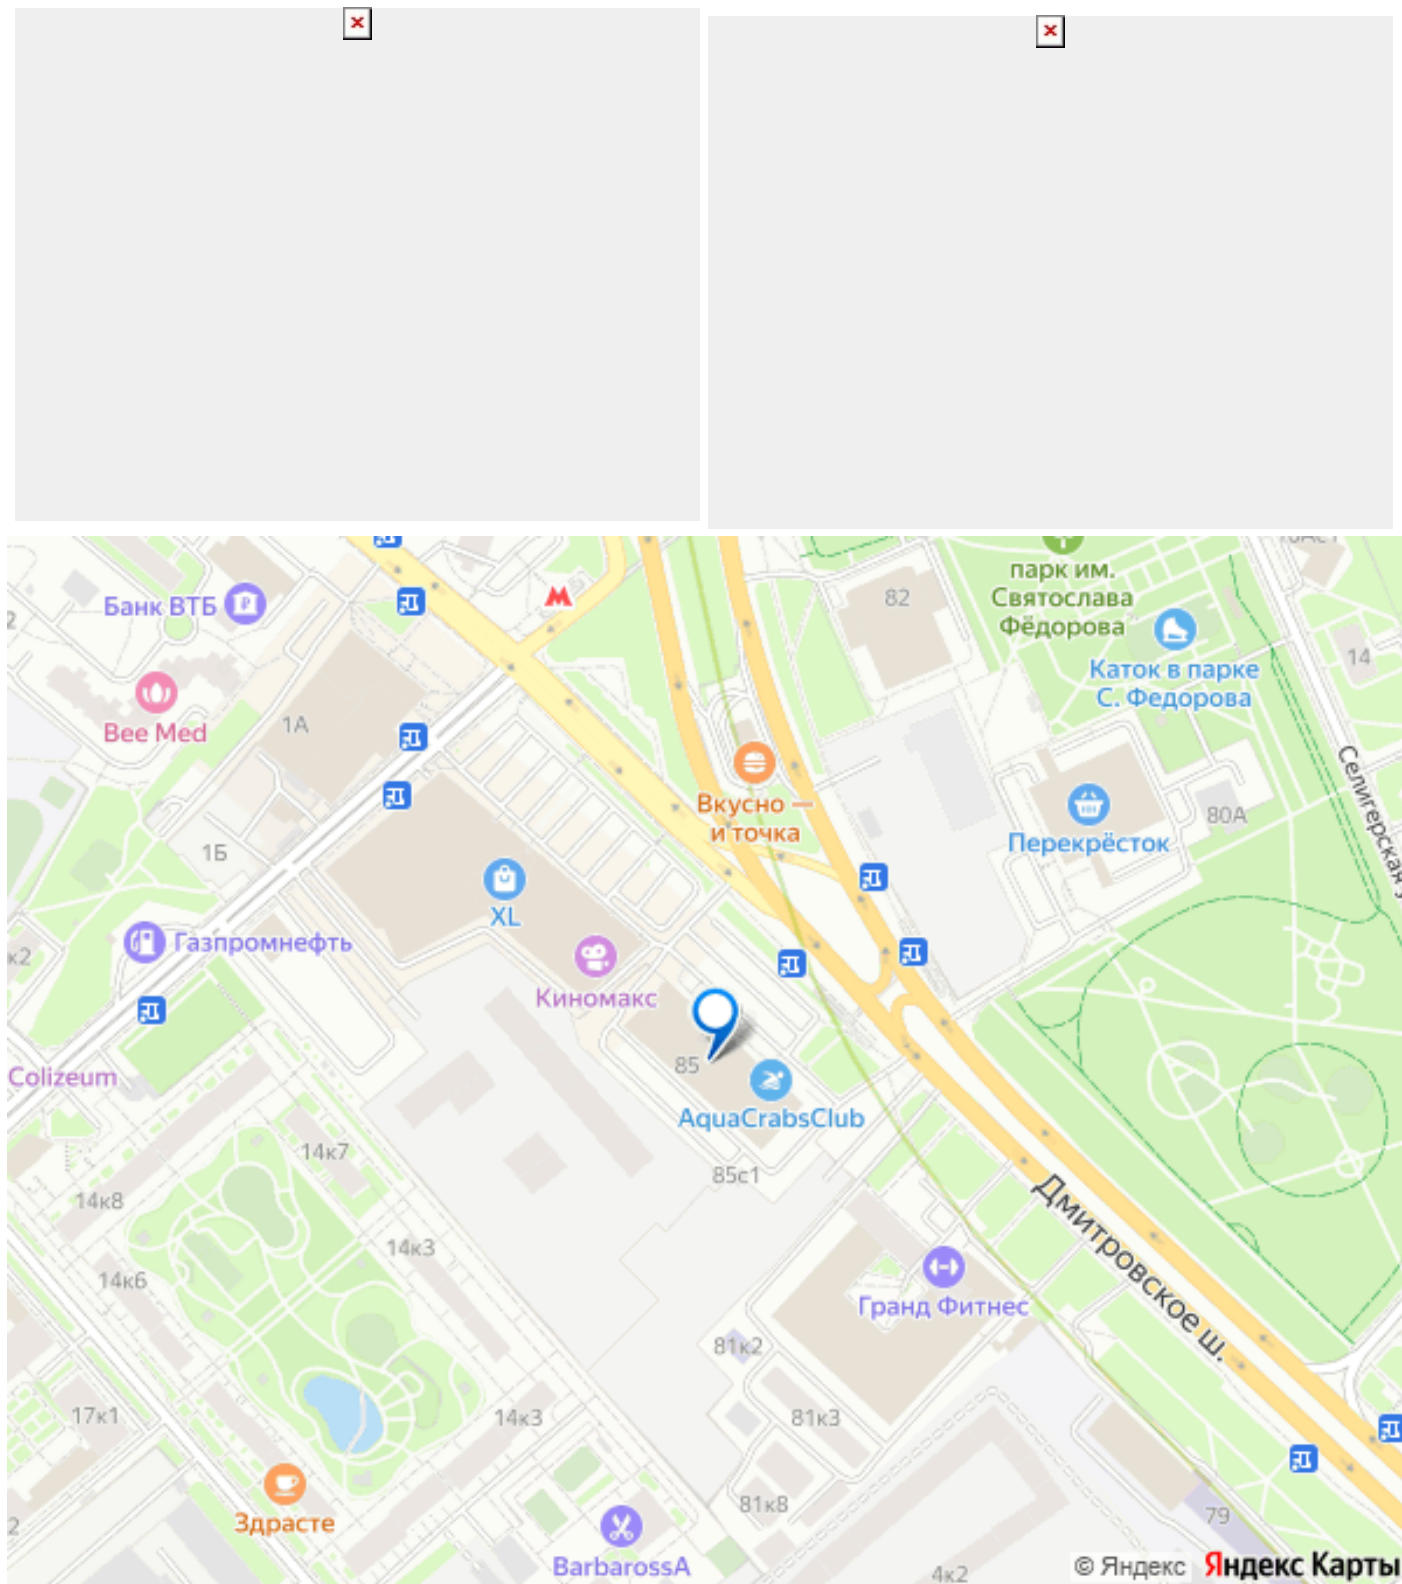 парк им.
Святослава
Фёдорова
82
Банк ВТБ
14
Каток в парке
С. Федорова
Bee Med
1А
Селигерская
Вкусно —
и точка
80А
Перекрёсток
1Б
XL
Газпромнефть
к2
Киномакс
85
Colizeum
AquaCrabsClub
14к7
85с1
14к8
Дмитровское ш.
14к3
14к6
Гранд Фитнес
81к2
17к1
14к3
81к3
81к8
79
Здрасте
2
BarbarossA
4к2
© Яндекс Яндекс Карты